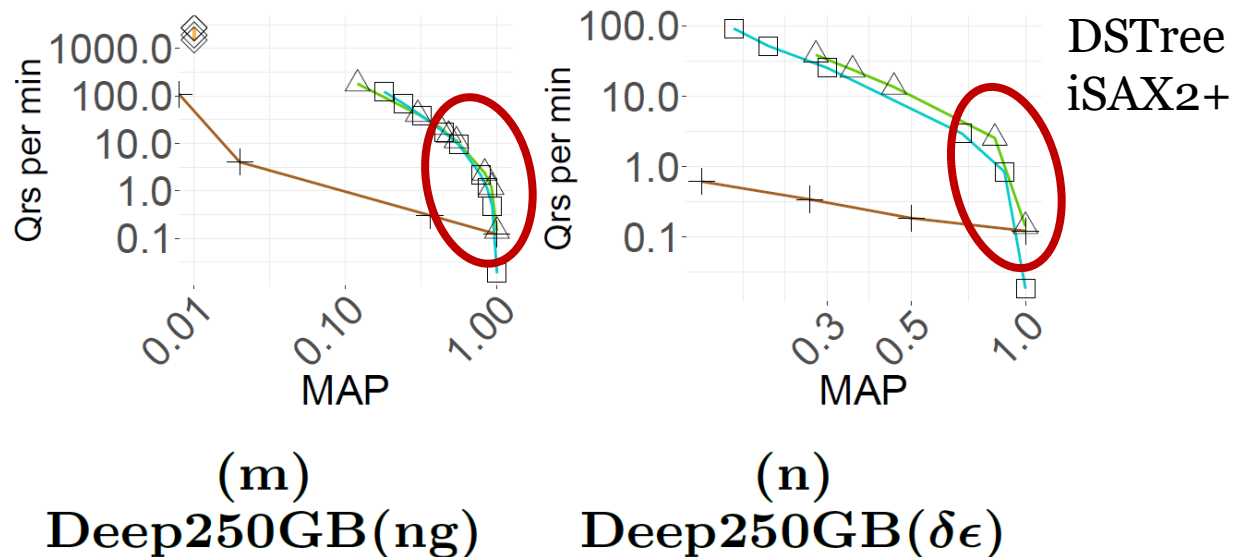 1000.0
100.0
10.0
1.0
0.1
Qrs per min
0.01
0.10
1.00
MAP
(m)
Deep250GB(ng)
100.0
10.0
1.0
0.1
Qrs per min
0.3
0.5
1.0
MAP
(n)
Deep250GB(δϵ)
DSTree
iSAX2+